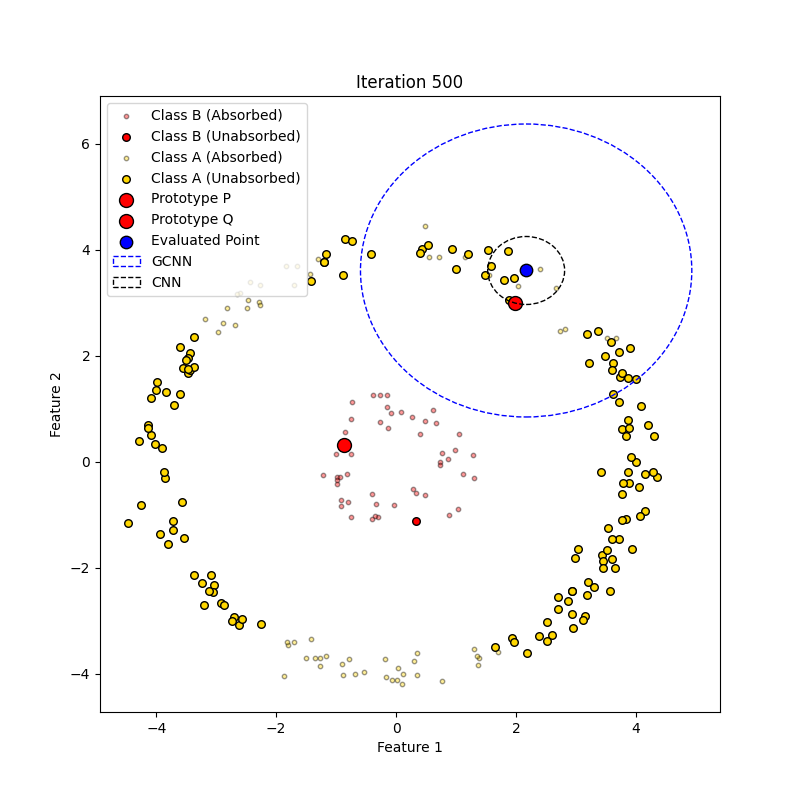 Iteration 500
Class B (Absorbed)
Class B (Unabsorbed)
Class A (Absorbed)
Class A (Unabsorbed)
Prototype P
Prototype Q
Evaluated Point
GCNN
CNN
6
4
2
0
−2
−4
Feature 2
−4 −2 0 2 4
Feature 1